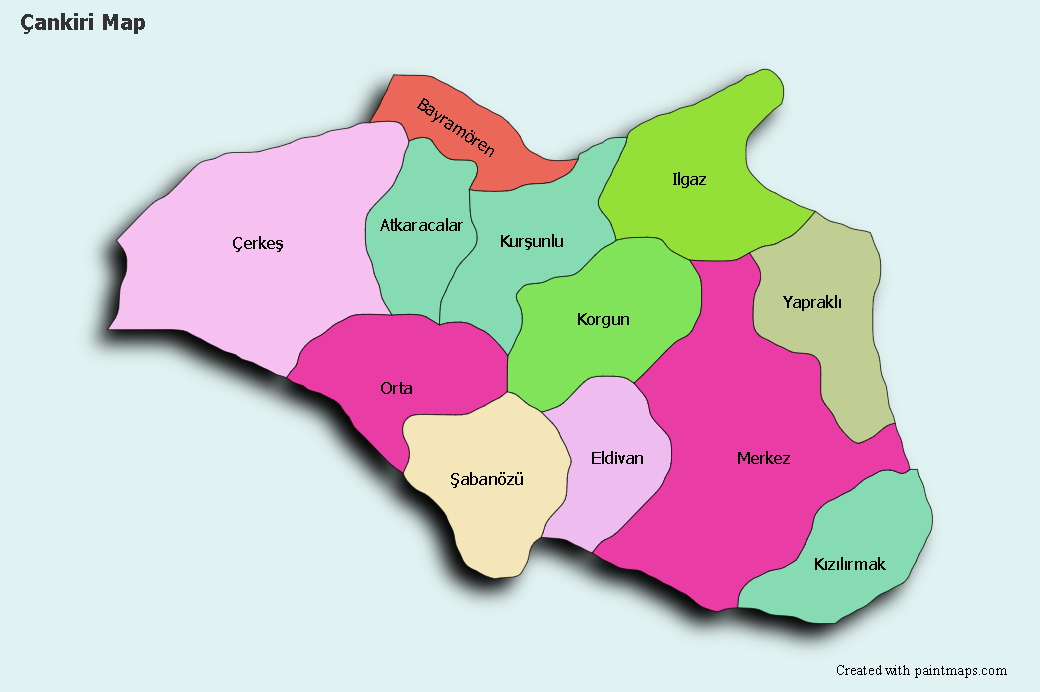 Çankiri Map
Bayramören
Ilgaz
Atkaracalar
Kurşunlu
Çerkeş
Yapraklı
Korgun
Orta
Eldivan
Merkez
Şabanözü
Kızılırmak
Created with paintmaps.com